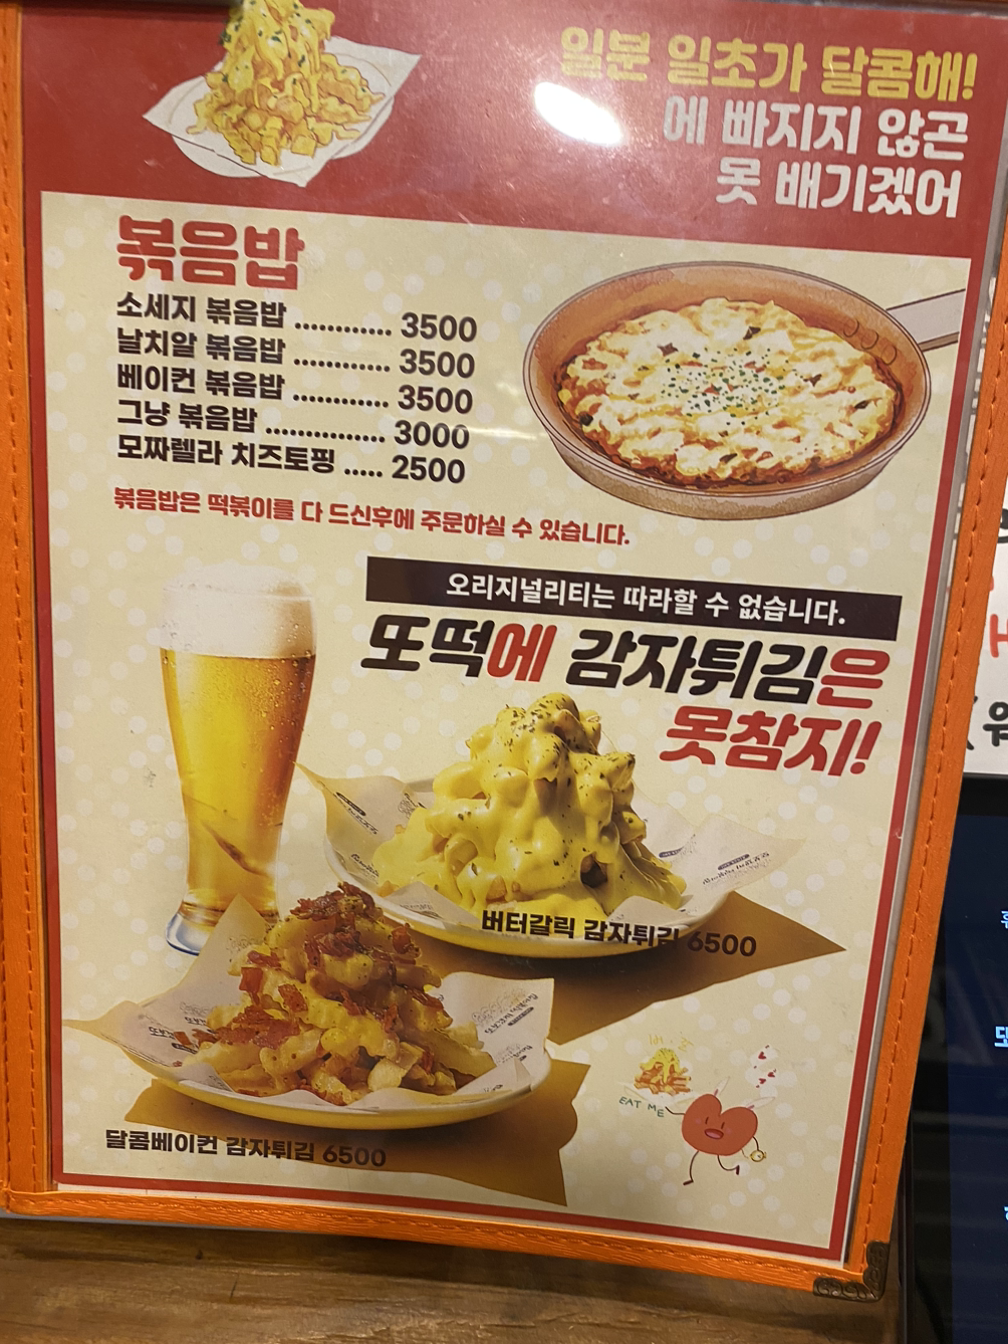 일분 일초가 달콤해!
에 빠지지 않곤
못 배기겠어
볶음밥
소세지 볶음밥 ............ 3500
날치알 볶음밥 ............ 3500
베이컨 볶음밥 ............ 3500
그냥 볶음밥 ............... 3000
모짜렐라 치즈토핑 ..... 2500
볶음밥은 떡볶이를 다 드신후에 주문하실 수 있습니다.
오리지널리티는 따라할 수 없습니다.
또떡에 감자튀김은
못참지!
버터갈릭 감자튀김 6500
EAT ME
달콤베이컨 감자튀김 6500